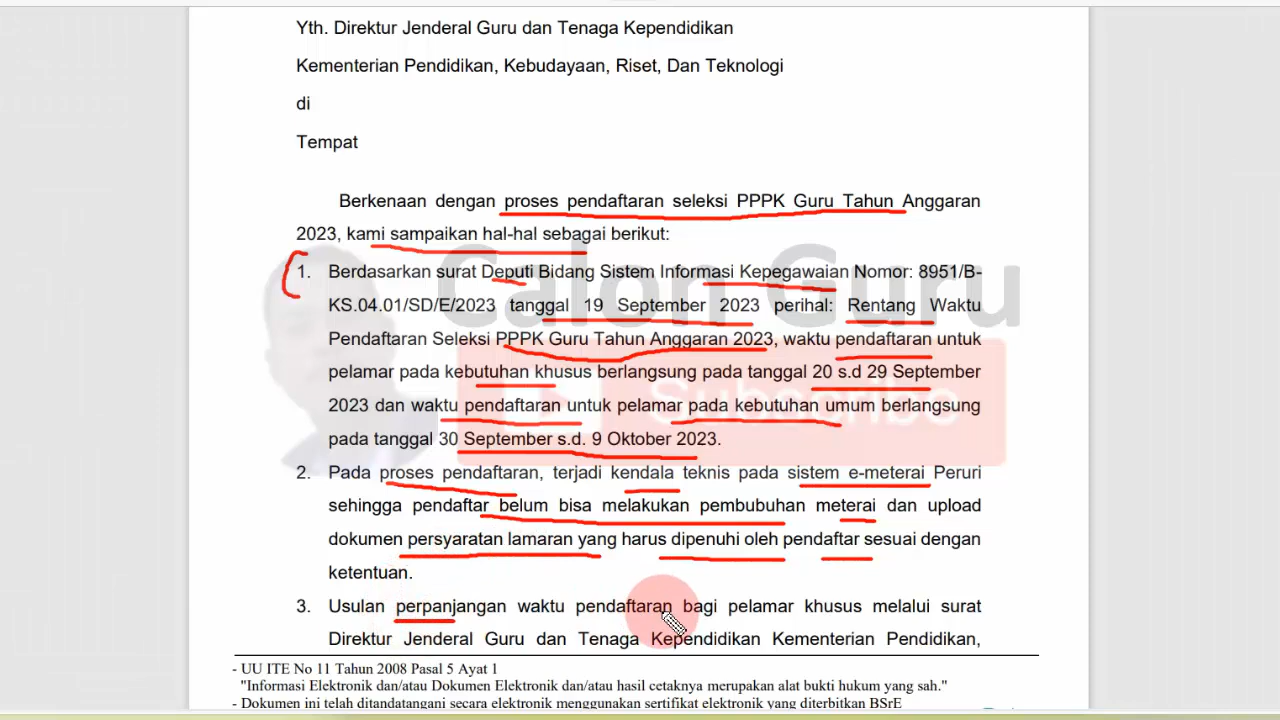 Yth. Direktur Jenderal Guru dan Tenaga Kependidikan
Kementerian Pendidikan, Kebudayaan, Riset, Dan Teknologi
di
Tempat
Berkenaan dengan proses pendaftaran seleksi PPPK Guru Tahun Anggaran
2023, kami sampaikan hal-hal sebagai berikut:
1. Berdasarkan surat Deputi Bidang Sistem Informasi Kepegawaian Nomor: 8951/B-
KS.04.01/SD/E/2023 tanggal 19 September 2023 perihal: Rentang Waktu
Pendaftaran Seleksi PPPK Guru Tahun Anggaran 2023, waktu pendaftaran untuk
pelamar pada kebutuhan khusus berlangsung pada tanggal 20 s.d 29 September
2023 dan waktu pendaftaran untuk pelamar pada kebutuhan umum berlangsung
pada tanggal 30 September s.d. 9 Oktober 2023.
2. Pada proses pendaftaran, terjadi kendala teknis pada sistem e-meterai Peruri
sehingga pendaftar belum bisa melakukan pembubuhan meterai dan upload
dokumen persyaratan lamaran yang harus dipenuhi oleh pendaftar sesuai dengan
ketentuan.
3. Usulan perpanjangan waktu pendaftaran bagi pelamar khusus melalui surat
Direktur Jenderal Guru dan Tenaga Kependidikan Kementerian Pendidikan,
- UU ITE No 11 Tahun 2008 Pasal 5 Ayat 1
"Informasi Elektronik dan/atau Dokumen Elektronik dan/atau hasil cetaknya merupakan alat bukti hukum yang sah."
- Dokumen ini telah ditandatangani secara elektronik menggunakan sertifikat elektronik yang diterbitkan BSrE
Calon Guru
Subscribe